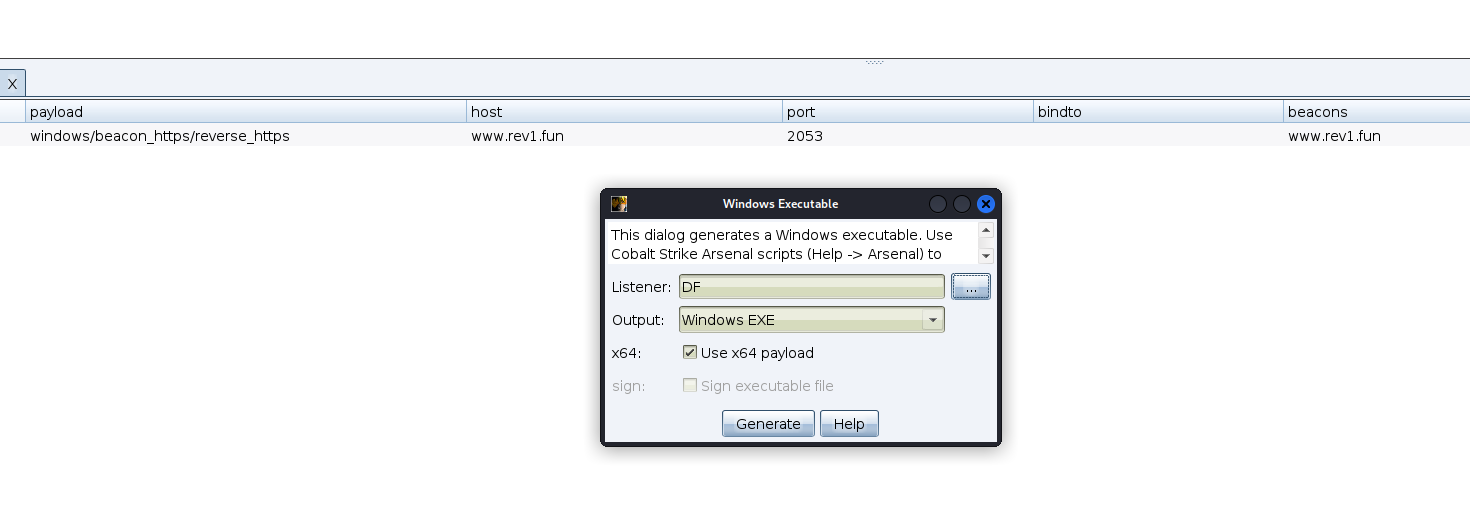 X
payload host port bindto beacons
windows/beacon_https/reverse_https www.rev1.fun 2053 www.rev1.fun
Windows Executable
This dialog generates a Windows executable. Use
Cobalt Strike Arsenal scripts (Help -> Arsenal) to
Listener: DF ...
Output: Windows EXE
x64: Use x64 payload
sign: Sign executable file
Generate Help